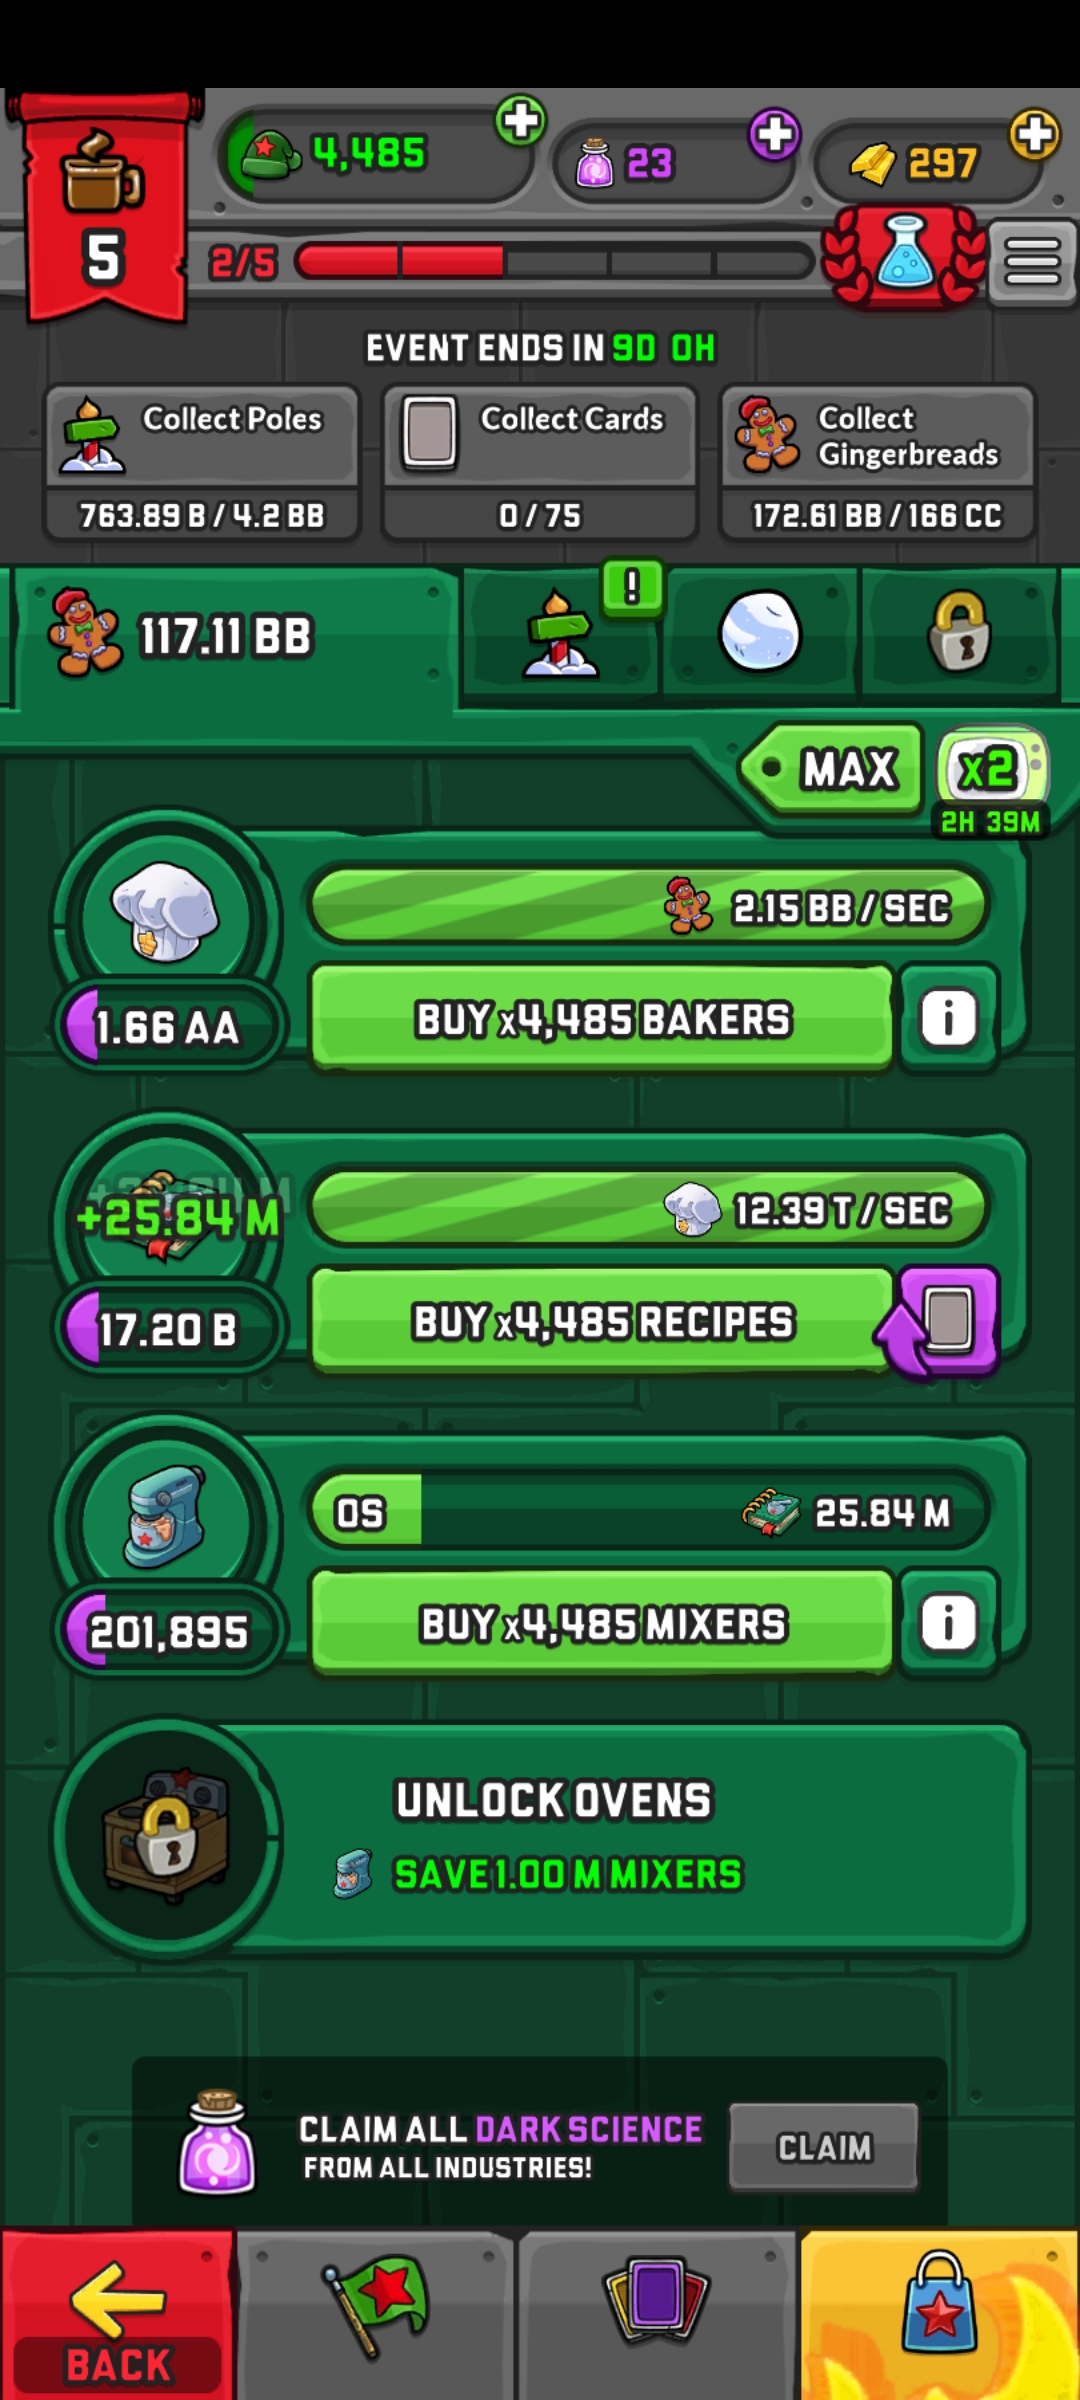 4,485
23
297
5
2/5
EVENT ENDS IN 9D 0H
Collect Poles
Collect Cards
Collect
Gingerbreads
763.89 B / 4.2 BB
0 / 75
172.61 BB / 166 CC
!
117.11 BB
MAX
x2
2H 39M
2.15 BB / SEC
1.66 AA
BUY x4,485 BAKERS
i
+25.84 M
12.39 T / SEC
17.20 B
BUY x4,485 RECIPES
0S
25.84 M
201,895
BUY x4,485 MIXERS
i
UNLOCK OVENS
SAVE 1.00 M MIXERS
CLAIM ALL DARK SCIENCE
FROM ALL INDUSTRIES!
CLAIM
BACK